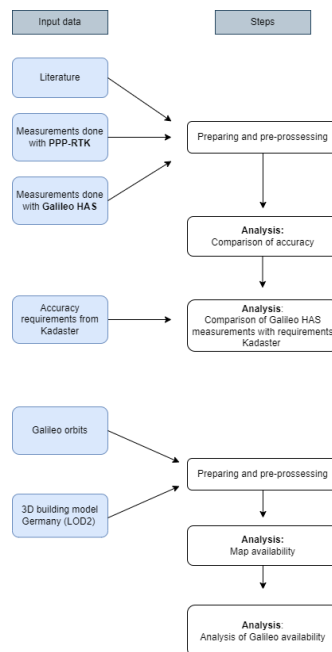 Input data
Steps
Literature
Measurements done
with PPP-RTK
Preparing and pre-prossessing
Measurements done
with Galileo HAS
Analysis:
Comparison of accuracy
Accuracy
requirements from
Kadaster
Analysis:
Comparison of Galileo HAS
measurements with requirements
Kadaster
Galileo orbits
Preparing and pre-prossessing
3D building model
Germany (LOD2)
Analysis:
Map availability
Analysis:
Analysis of Galileo availability